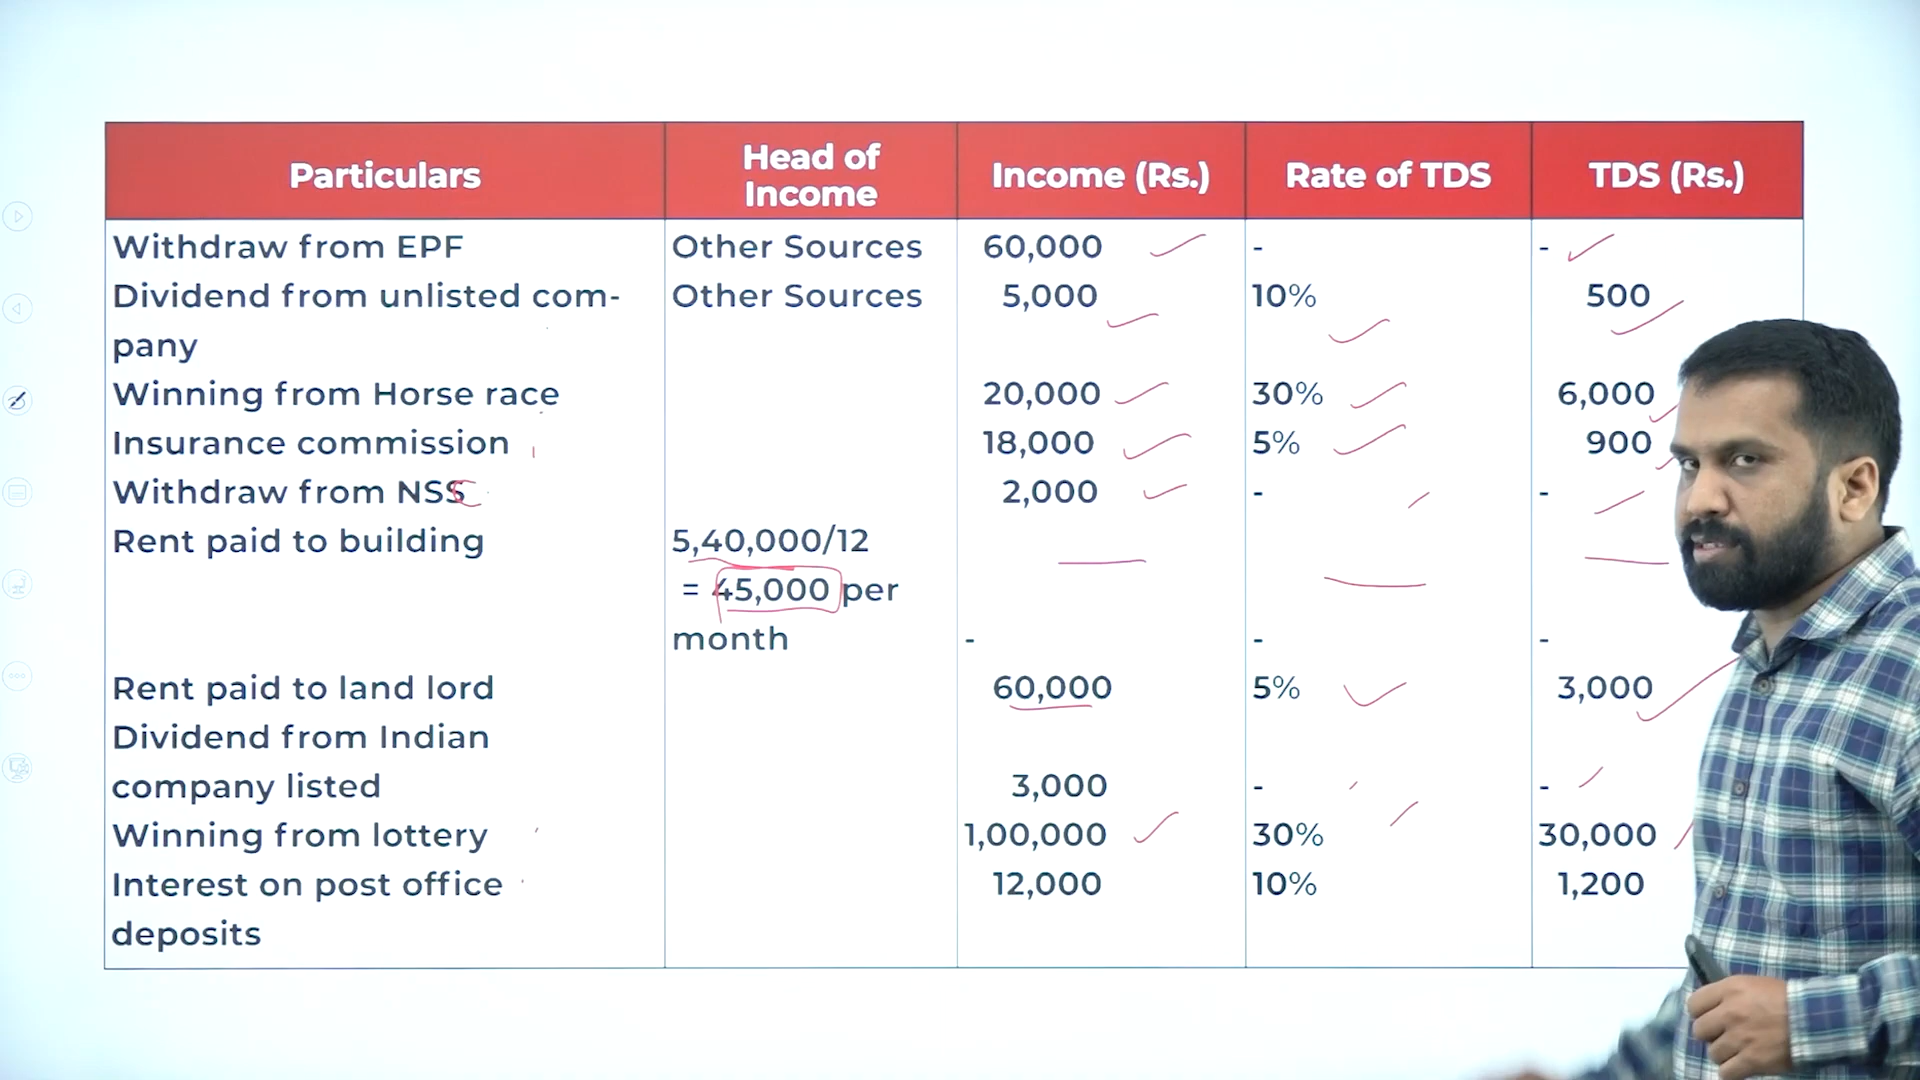 Particulars Head of Income Income (Rs.) Rate of TDS TDS (Rs.)
Withdraw from EPF Other Sources 60,000 - -
Dividend from unlisted com- Other Sources 5,000 10% 500
pany
Winning from Horse race 20,000 30% 6,000
Insurance commission 18,000 5% 900
Withdraw from NSS 2,000 - -
Rent paid to building 5,40,000/12
= 45,000 per
month - - -
Rent paid to land lord 60,000 5% 3,000
Dividend from Indian
company listed 3,000 - -
Winning from lottery 1,00,000 30% 30,000
Interest on post office 12,000 10% 1,200
deposits